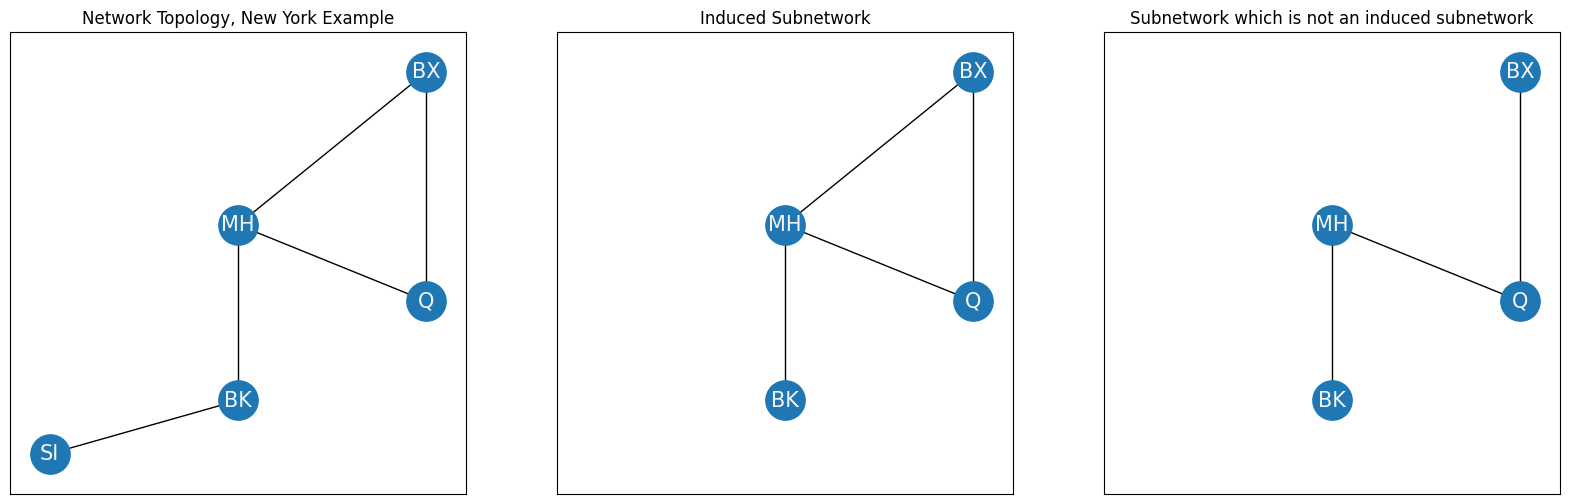 Network Topology, New York Example
BX
MH
Q
BK
SI
Induced Subnetwork
BX
MH
Q
BK
Subnetwork which is not an induced subnetwork
BX
MH
Q
BK